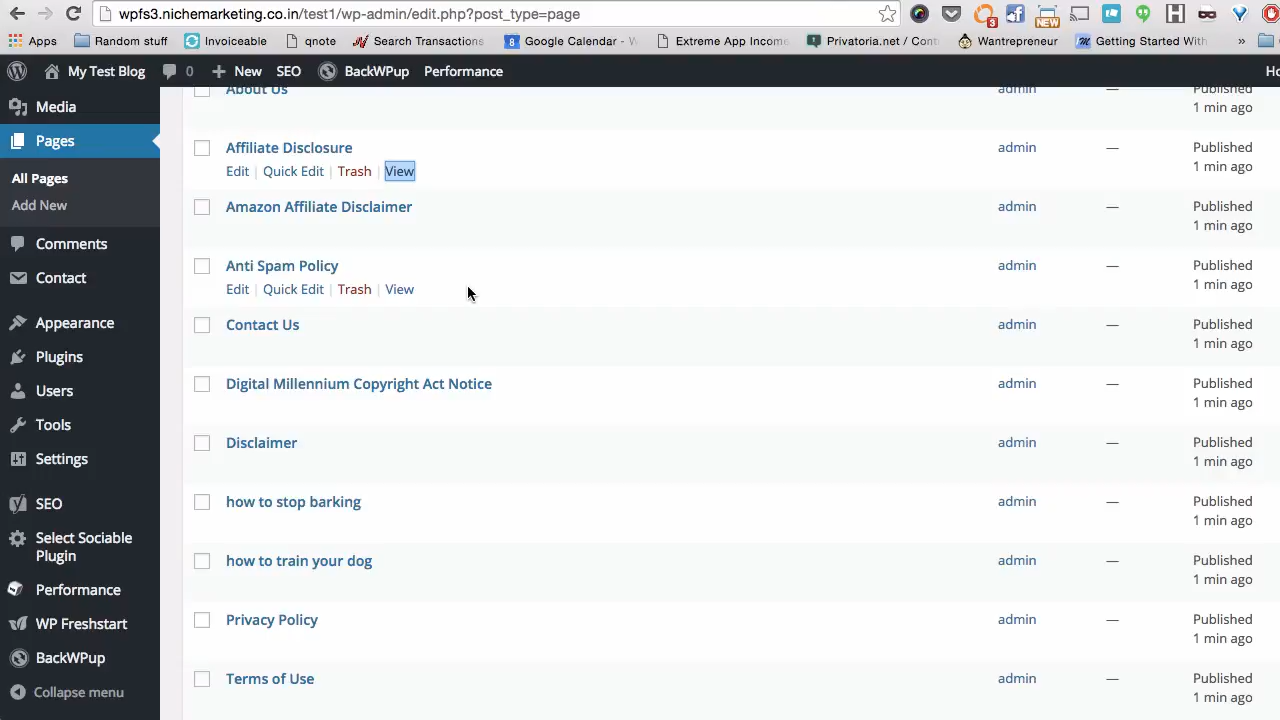 wpfs3.nichemarketing.co.in/test1/wp-admin/edit.php?post_type=page
3
NEW
Apps
Random stuff
Invoiceable
qnote
Search Transactions
8 Google Calendar - W
Extreme App Income
Privatoria.net / Cont
Wantrepreneur
Getting Started With
»
My Test Blog
0
+ New
SEO
BackWPup
Performance
Ho
Media
Pages
All Pages
Add New
Comments
Contact
Appearance
Plugins
Users
Tools
Settings
SEO
Select Sociable
Plugin
Performance
WP Freshstart
BackWPup
Collapse menu
About Us admin Published
1 min ago
Affiliate Disclosure admin — Published
1 min ago
Edit | Quick Edit | Trash | View
Amazon Affiliate Disclaimer admin — Published
1 min ago
Anti Spam Policy admin — Published
1 min ago
Edit | Quick Edit | Trash | View
Contact Us admin — Published
1 min ago
Digital Millennium Copyright Act Notice admin — Published
1 min ago
Disclaimer admin — Published
1 min ago
how to stop barking admin — Published
1 min ago
how to train your dog admin — Published
1 min ago
Privacy Policy admin — Published
1 min ago
Terms of Use admin — Published
1 min ago